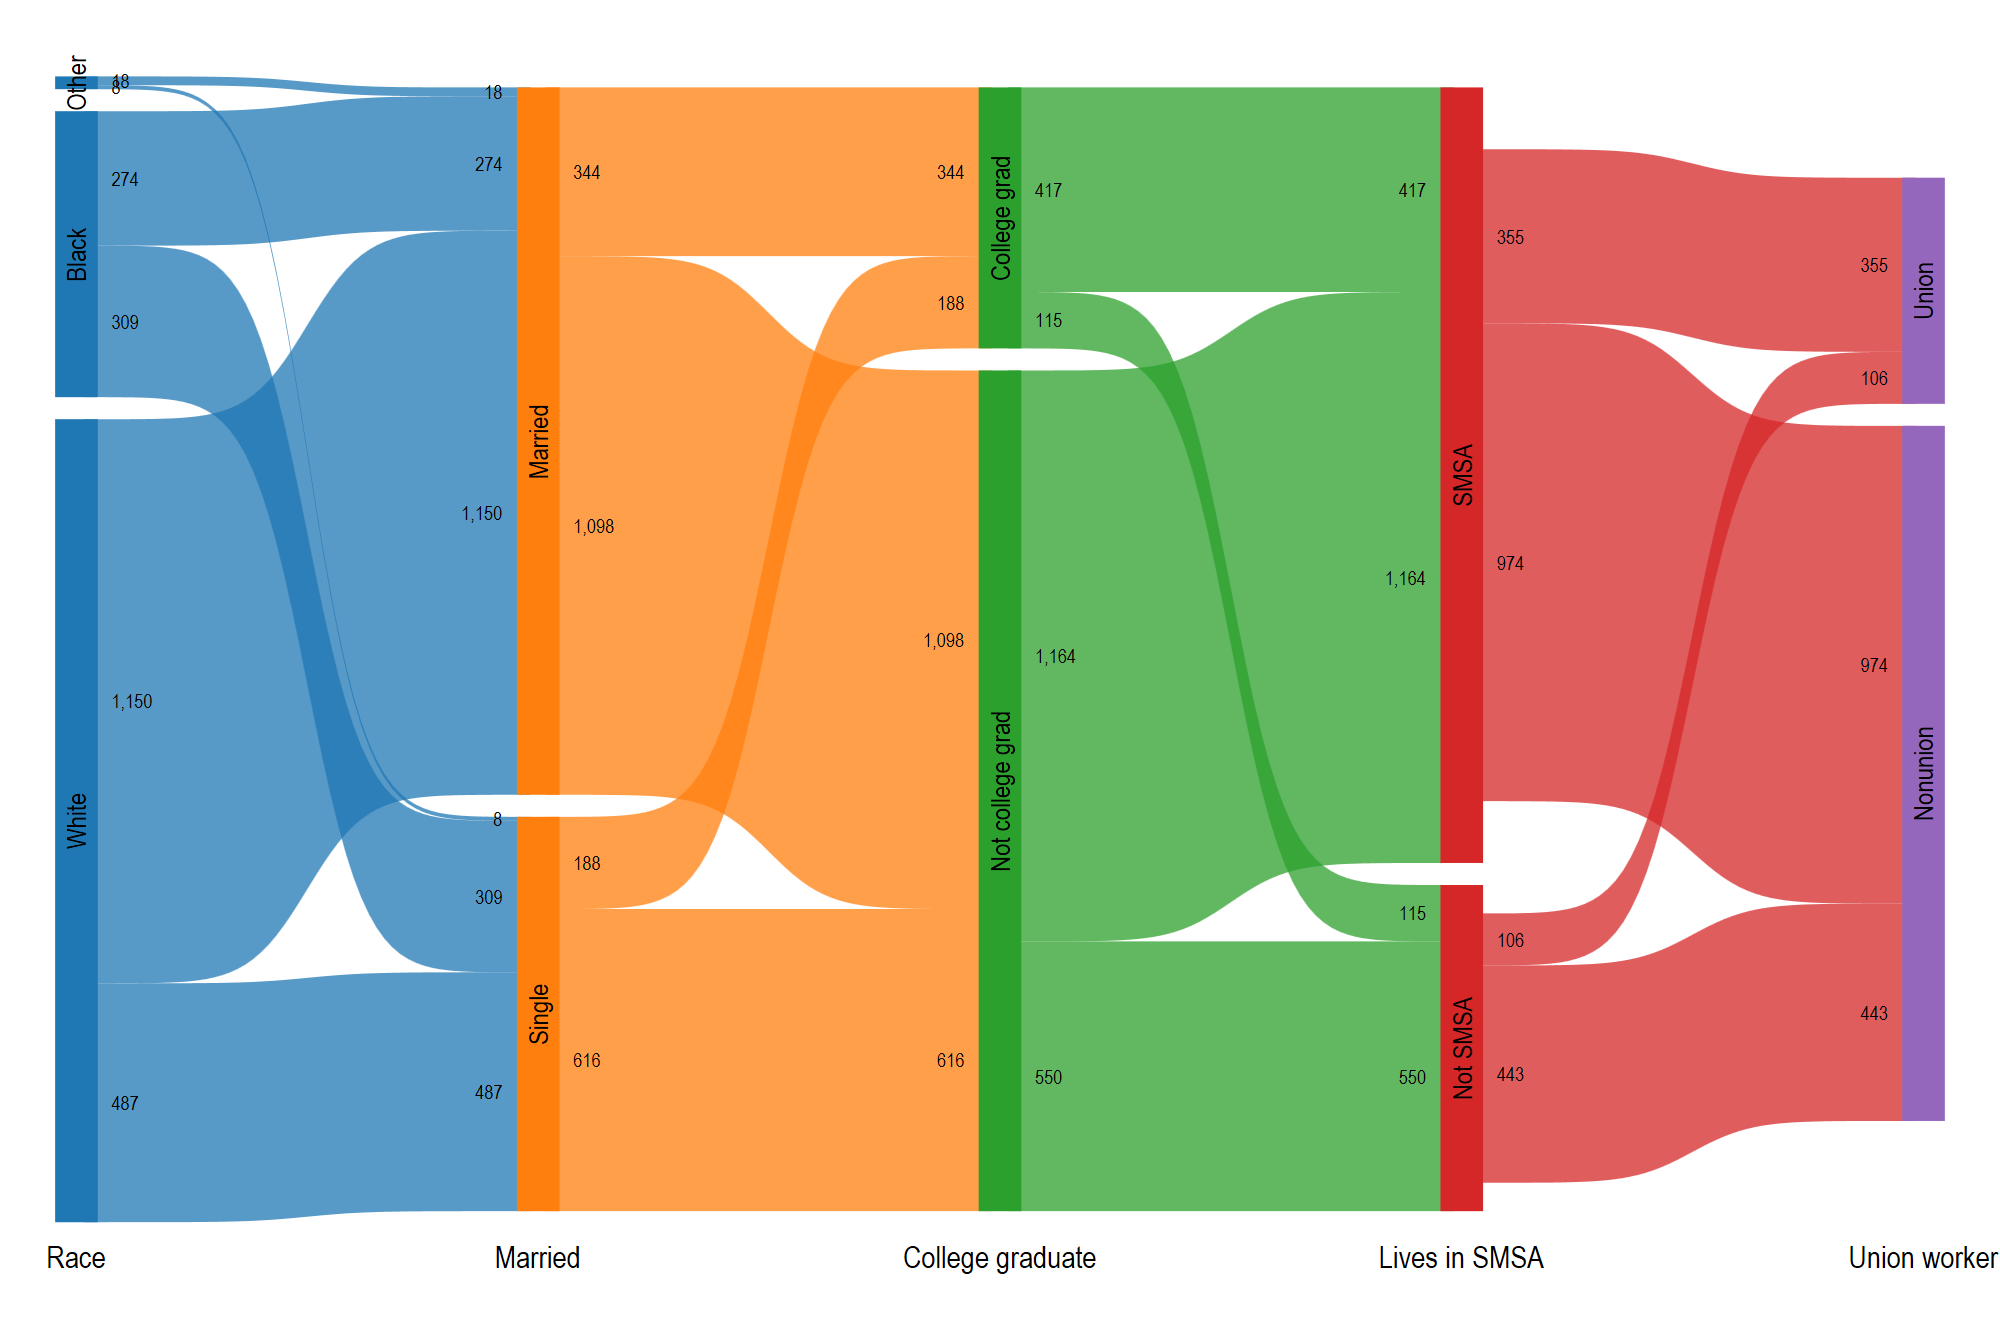 Other
18
8
Black
274
309
White
1,150
487
18
274
1,150
8
309
487
Married
Single
344
1,098
188
616
344
188
1,098
616
College grad
Not college grad
417
115
1,164
550
417
1,164
115
550
SMSA
Not SMSA
355
974
106
443
355
106
974
443
Union
Nonunion
Race
Married
College graduate
Lives in SMSA
Union worker